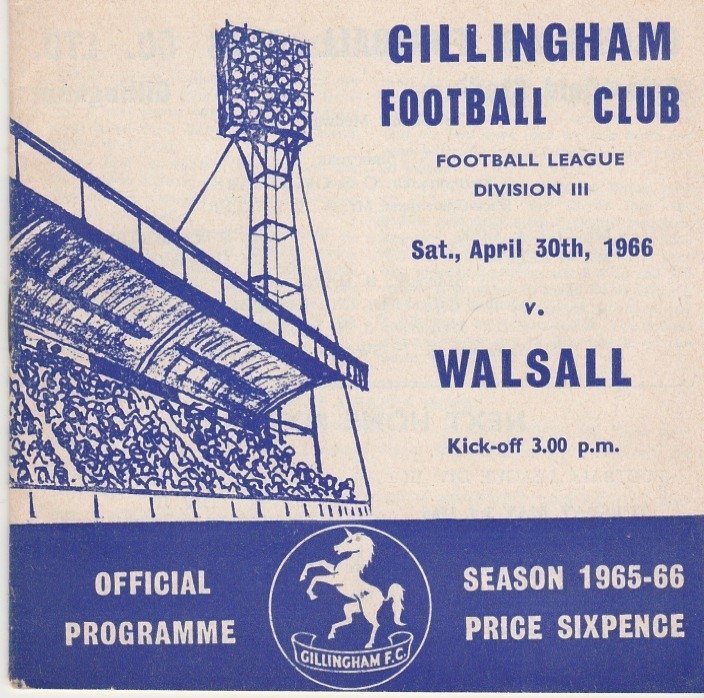 GILLINGHAM
FOOTBALL CLUB
FOOTBALL LEAGUE
DIVISION III
Sat., April 30th, 1966
v.
WALSALL
Kick-off 3.00 p.m.
OFFICIAL
PROGRAMME
GILLINGHAM F.C.
SEASON 1965-66
PRICE SIXPENCE